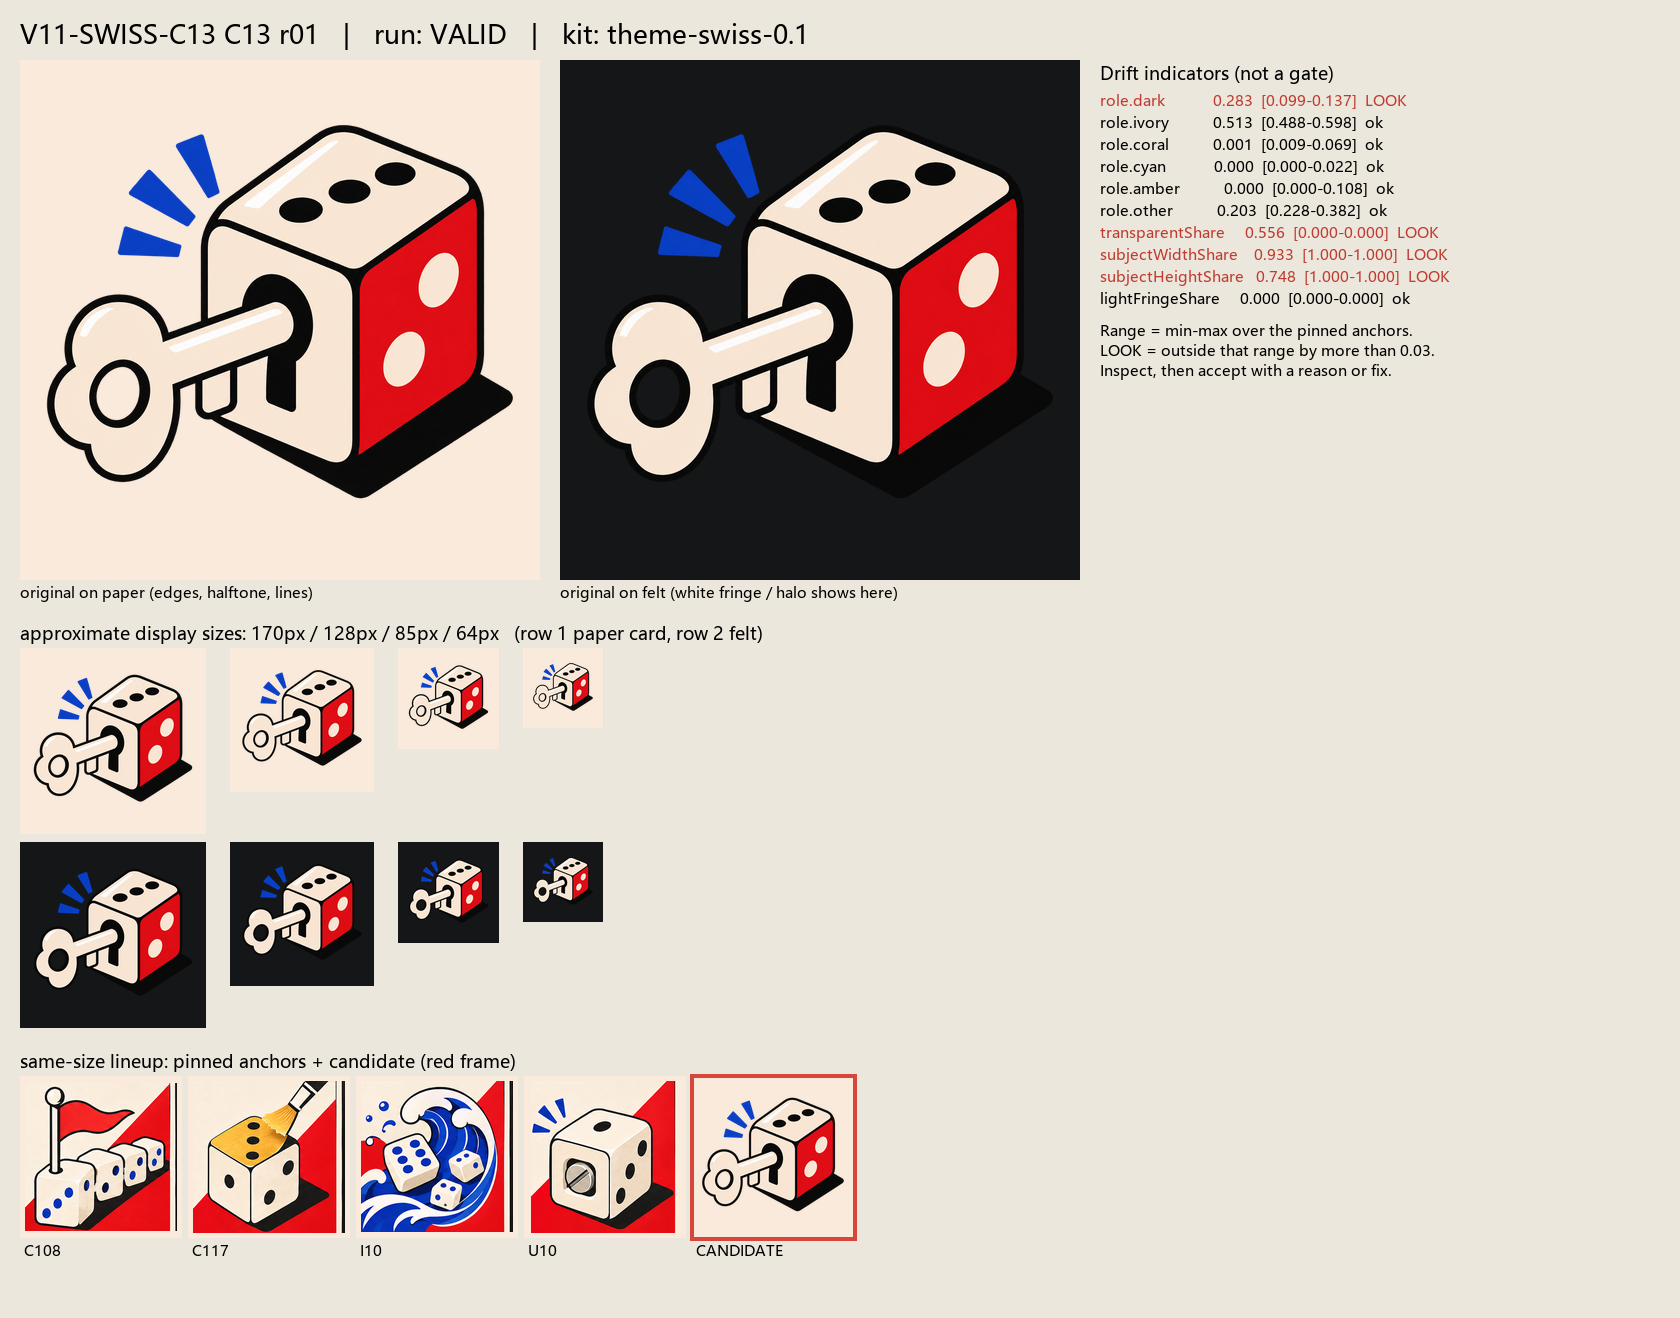 V11-SWISS-C13 C13 r01   |   run: VALID   |   kit: theme-swiss-0.1
Drift indicators (not a gate)
role.dark 0.283 [0.099-0.137] LOOK
role.ivory 0.513 [0.488-0.598] ok
role.coral 0.001 [0.009-0.069] ok
role.cyan 0.000 [0.000-0.022] ok
role.amber 0.000 [0.000-0.108] ok
role.other 0.203 [0.228-0.382] ok
transparentShare 0.556 [0.000-0.000] LOOK
subjectWidthShare 0.933 [1.000-1.000] LOOK
subjectHeightShare 0.748 [1.000-1.000] LOOK
lightFringeShare 0.000 [0.000-0.000] ok
Range = min-max over the pinned anchors.
LOOK = outside that range by more than 0.03.
Inspect, then accept with a reason or fix.
original on paper (edges, halftone, lines)
original on felt (white fringe / halo shows here)
approximate display sizes: 170px / 128px / 85px / 64px (row 1 paper card, row 2 felt)
same-size lineup: pinned anchors + candidate (red frame)
C108
C117
I10
U10
CANDIDATE